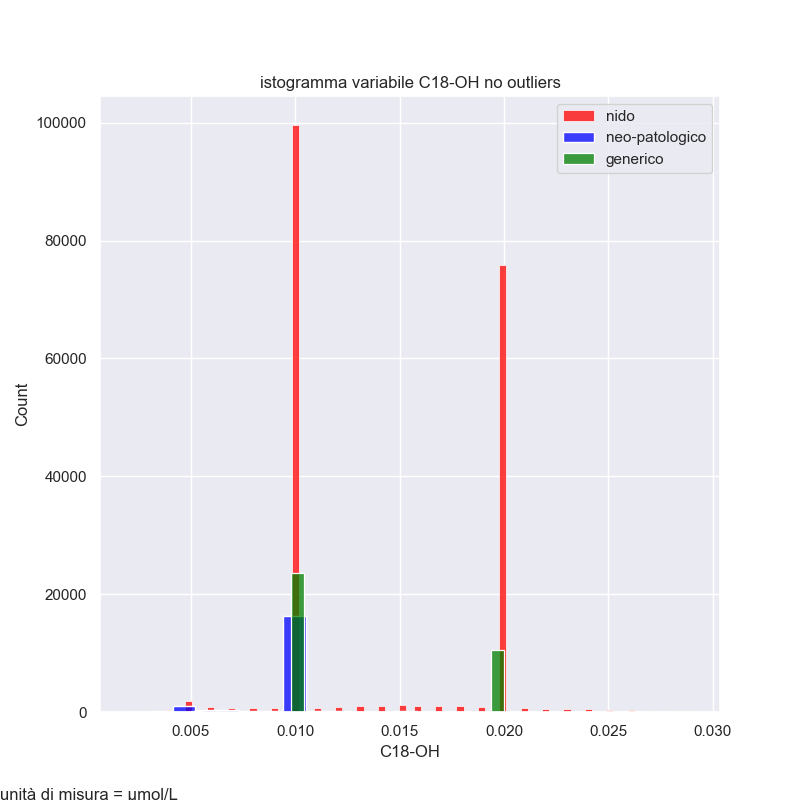 istogramma variabile C18-OH no outliers
nido
neo-patologico
generico
100000
80000
60000
40000
20000
0
Count
0.005 0.010 0.015 0.020 0.025 0.030
C18-OH
unità di misura = μmol/L